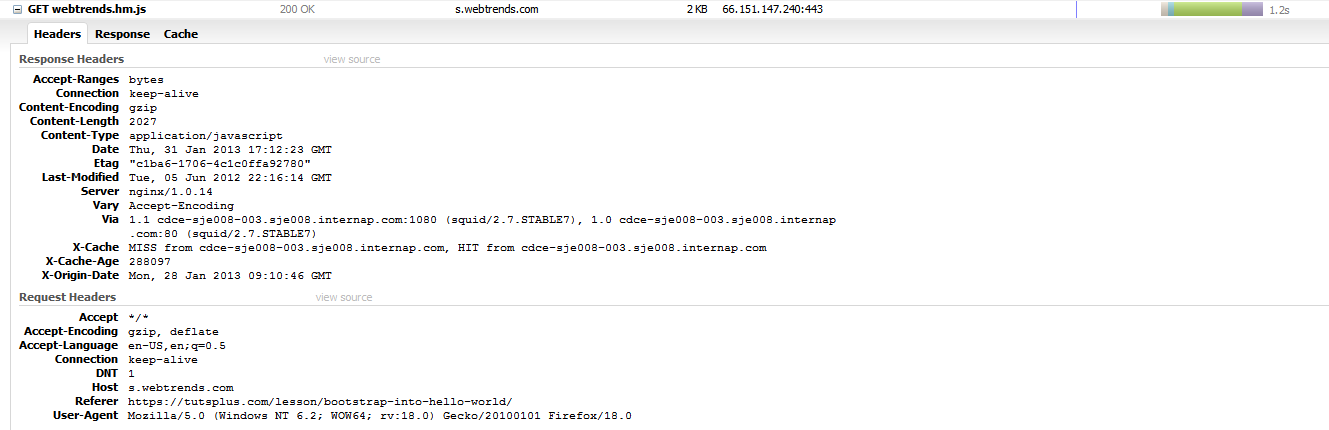 GET webtrends.hm.js 200 OK s.webtrends.com 2 KB 66.151.147.240:443 1.2s
Headers Response Cache
Response Headers view source
Accept-Ranges bytes
Connection keep-alive
Content-Encoding gzip
Content-Length 2027
Content-Type application/javascript
Date Thu, 31 Jan 2013 17:12:23 GMT
Etag "c1ba6-1706-4c1c0ffa92780"
Last-Modified Tue, 05 Jun 2012 22:16:14 GMT
Server nginx/1.0.14
Vary Accept-Encoding
Via 1.1 cdce-sje008-003.sje008.internap.com:1080 (squid/2.7.STABLE7), 1.0 cdce-sje008-003.sje008.internap
.com:80 (squid/2.7.STABLE7)
X-Cache MISS from cdce-sje008-003.sje008.internap.com, HIT from cdce-sje008-003.sje008.internap.com
X-Cache-Age 288097
X-Origin-Date Mon, 28 Jan 2013 09:10:46 GMT
Request Headers view source
Accept */*
Accept-Encoding gzip, deflate
Accept-Language en-US,en;q=0.5
Connection keep-alive
DNT 1
Host s.webtrends.com
Referer https://tutsplus.com/lesson/bootstrap-into-hello-world/
User-Agent Mozilla/5.0 (Windows NT 6.2; WOW64; rv:18.0) Gecko/20100101 Firefox/18.0